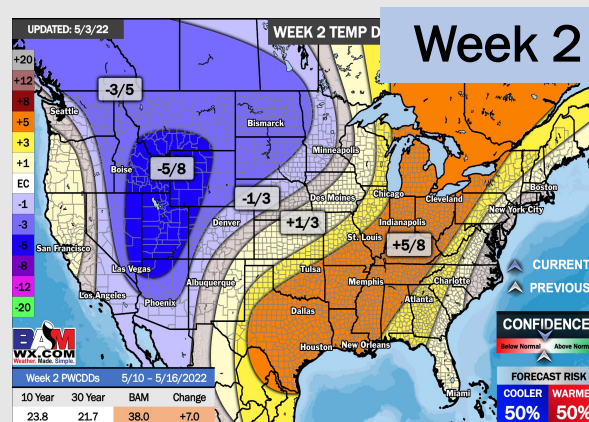 UPDATED: 5/3/22
WEEK 2 TEMP D
Week 2
+20
+12
+8
+5
+3
+1
EC
-1
-3
-5
-8
-12
-20
-3/5
Seattle
Bismarck
Minneapolis
Boise
-5/8
-1/3
Des Moines
Chicago
Cleveland
Boston
New York City
Denver
+1/3
Indianapolis
St. Louis
+5/8
San Francisco
Las Vegas
Albuquerque
Tulsa
Memphis
Charlotte
Los Angeles
Phoenix
Atlanta
Dallas
Houston
New Orleans
Miami
CURRENT
PREVIOUS
CONFIDENCE
Below Normal
Above Norm
FORECAST RISK
COOLER WARME
50% 50%
BAM
WX.COM
Weather. Made. Simple.
Week 2 PWCDDs 5/10 – 5/16/2022
10 Year 30 Year BAM Change
23.8 21.7 38.0 +7.0